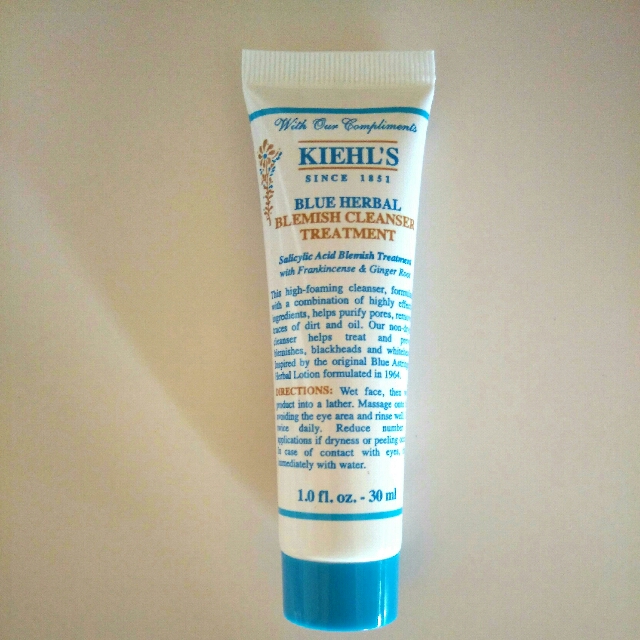 With Our Compliments
KIEHL'S
SINCE 1851
BLUE HERBAL
BLEMISH CLEANSER
TREATMENT
Salicylic Acid Blemish Treatment
with Frankincense & Ginger Root
This high-foaming cleanser,
with a combination of highly
ingredients, helps purify pores,
traces of dirt and oil. Our
cleanser helps treat and
blemishes, blackheads and
Inspired by the original Blue
Herbal Lotion formulated in 1964.
DIRECTIONS: Wet face, then
product into a lather. Massage
avoiding the eye area and rinse
twice daily. Reduce number
applications if dryness or peeling
in case of contact with eyes,
immediately with water.
1.0 fl. oz. - 30 ml